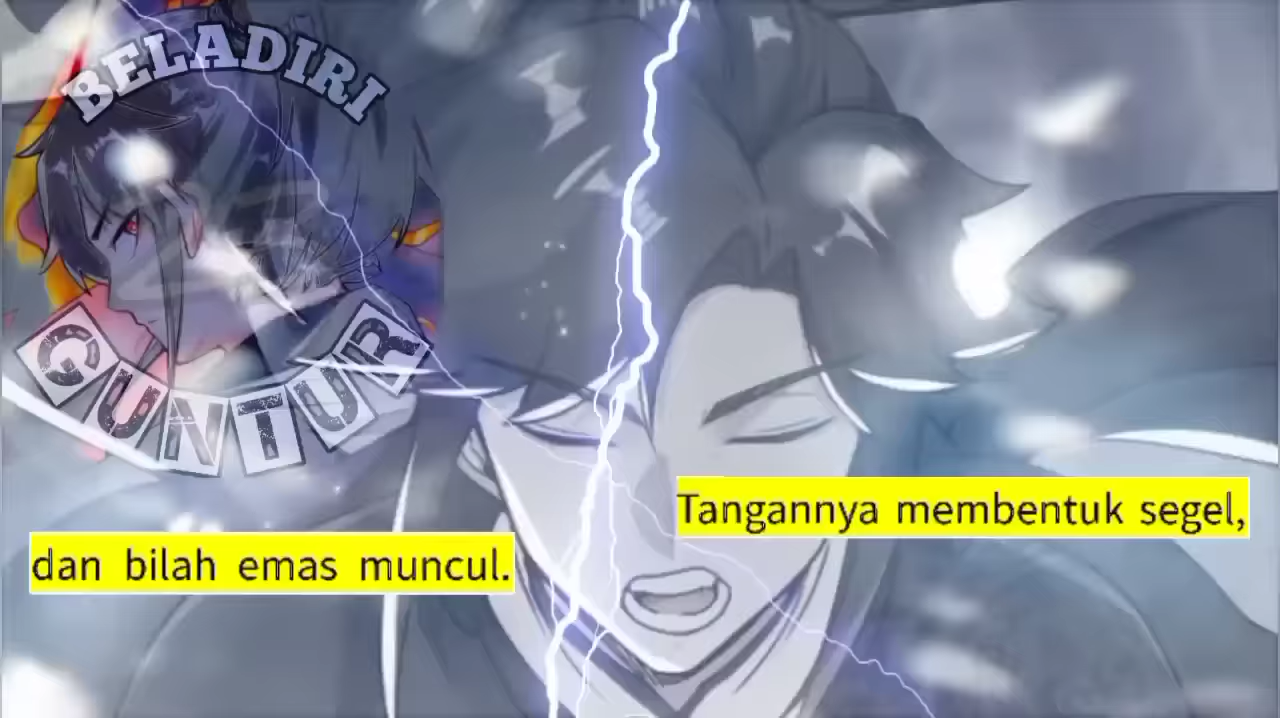 BELADIRI
GUNTUR
Tangannya membentuk segel,
dan bilah emas muncul.